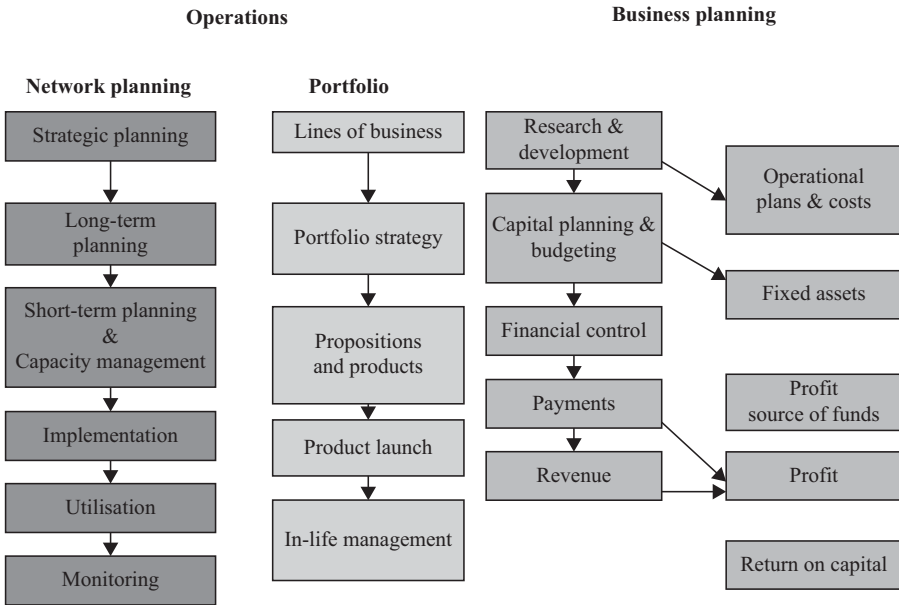 Operations
Business planning
Network planning
Portfolio
Strategic planning
Long-term
planning
Short-term planning
&
Capacity management
Implementation
Utilisation
Monitoring
Lines of business
Portfolio strategy
Propositions
and products
Product launch
In-life management
Research &
development
Capital planning &
budgeting
Financial control
Payments
Revenue
Operational
plans & costs
Fixed assets
Profit
source of funds
Profit
Return on capital